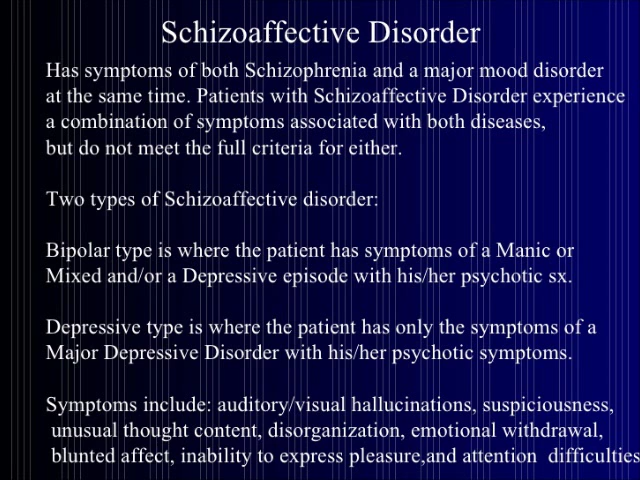 Schizoaffective Disorder
Has symptoms of both Schizophrenia and a major mood disorder
at the same time. Patients with Schizoaffective Disorder experience
a combination of symptoms associated with both diseases,
but do not meet the full criteria for either.
Two types of Schizoaffective disorder:
Bipolar type is where the patient has symptoms of a Manic or
Mixed and/or a Depressive episode with his/her psychotic sx.
Depressive type is where the patient has only the symptoms of a
Major Depressive Disorder with his/her psychotic symptoms.
Symptoms include: auditory/visual hallucinations, suspiciousness,
unusual thought content, disorganization, emotional withdrawal,
blunted affect, inability to express pleasure,and attention difficulties